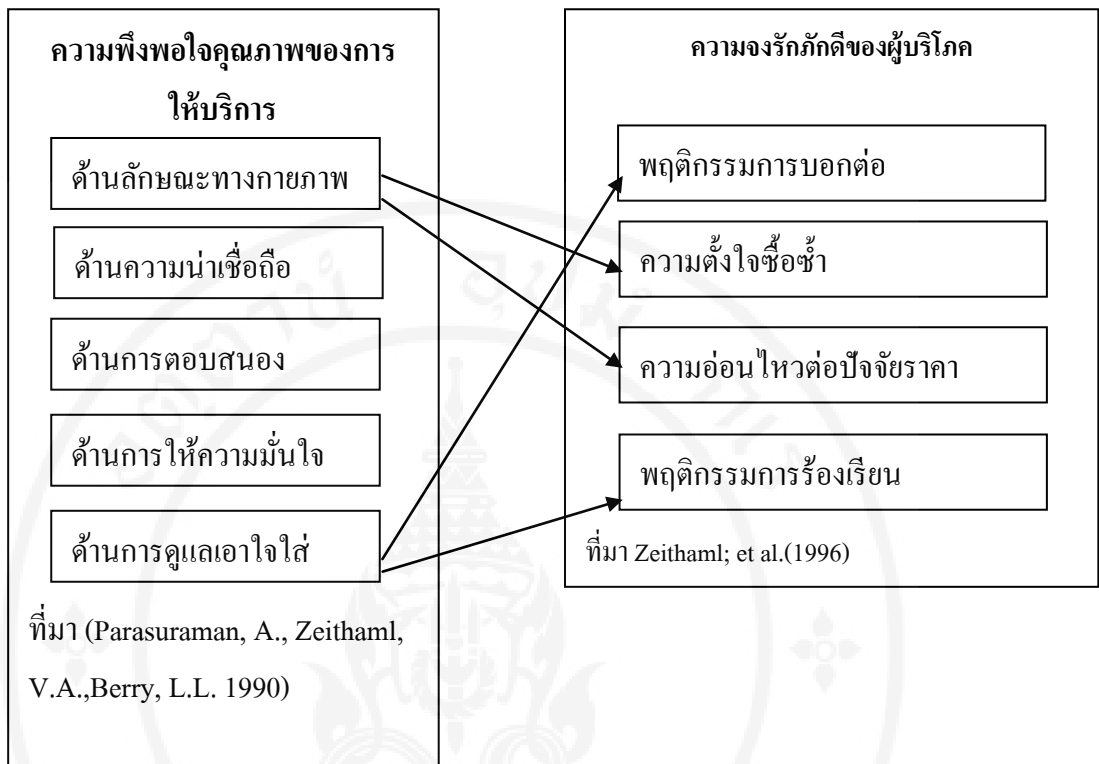 ความพึงพอใจคุณภาพของการ
ให้บริการ
ด้านลักษณะทางกายภาพ
ด้านความน่าเชื่อถือ
ด้านการตอบสนอง
ด้านการให้ความมั่นใจ
ด้านการดูแลเอาใจใส่
ที่มา (Parasuraman, A., Zeithaml,
V.A.,Berry, L.L. 1990)
ความจงรักภักดีของผู้บริโภค
พฤติกรรมการบอกต่อ
ความตั้งใจซื้อซ้ำ
ความอ่อนไหวต่อปัจจัยราคา
พฤติกรรมการร้องเรียน
ที่มา Zeithaml; et al.(1996)